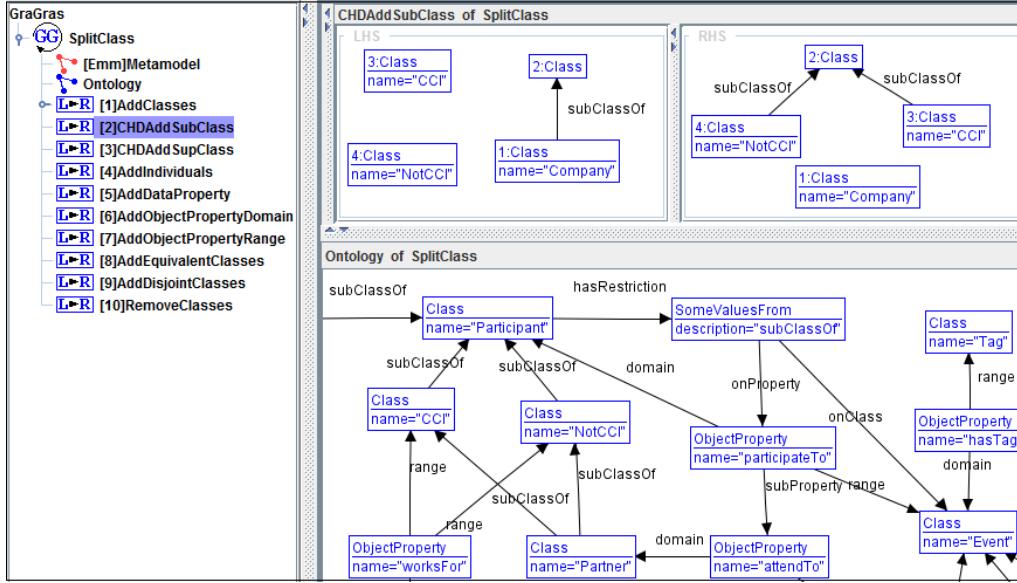 GraGras
GG SplitClass
[Emm]Metamodel
Ontology
L R [1]AddClasses
L R [2]CHDAddSubClass
L R [3]CHDAddSupClass
L R [4]AddIndividuals
L R [5]AddDataProperty
L R [6]AddObjectPropertyDomain
L R [7]AddObjectPropertyRange
L R [8]AddEquivalentClasses
L R [9]AddDisjointClasses
L R [10]RemoveClasses
CHDAddSubClass of SplitClass
LHS
3:Class
name="CCI"
2:Class
subClassOf
4:Class
name="NotCCI"
1:Class
name="Company"
RHS
2:Class
subClassOf
subClassOf
4:Class
name="NotCCI"
3:Class
name="CCI"
1:Class
name="Company"
Ontology of SplitClass
subClassOf
hasRestriction
Class
name="Participant"
SomeValuesFrom
description="subClassOf"
Class
name="Tag"
subClassOf
subClassOf
domain
onProperty
range
Class
name="CCI"
Class
name="NotCCI"
onClass
ObjectProperty
name="participateTo"
ObjectProperty
name="hasTag
range
subClassOf
subProperty
range
domain
subClassOf
range
Class
name="Event"
ObjectProperty
name="worksFor"
Class
name="Partner"
domain
ObjectProperty
name="attendTo"